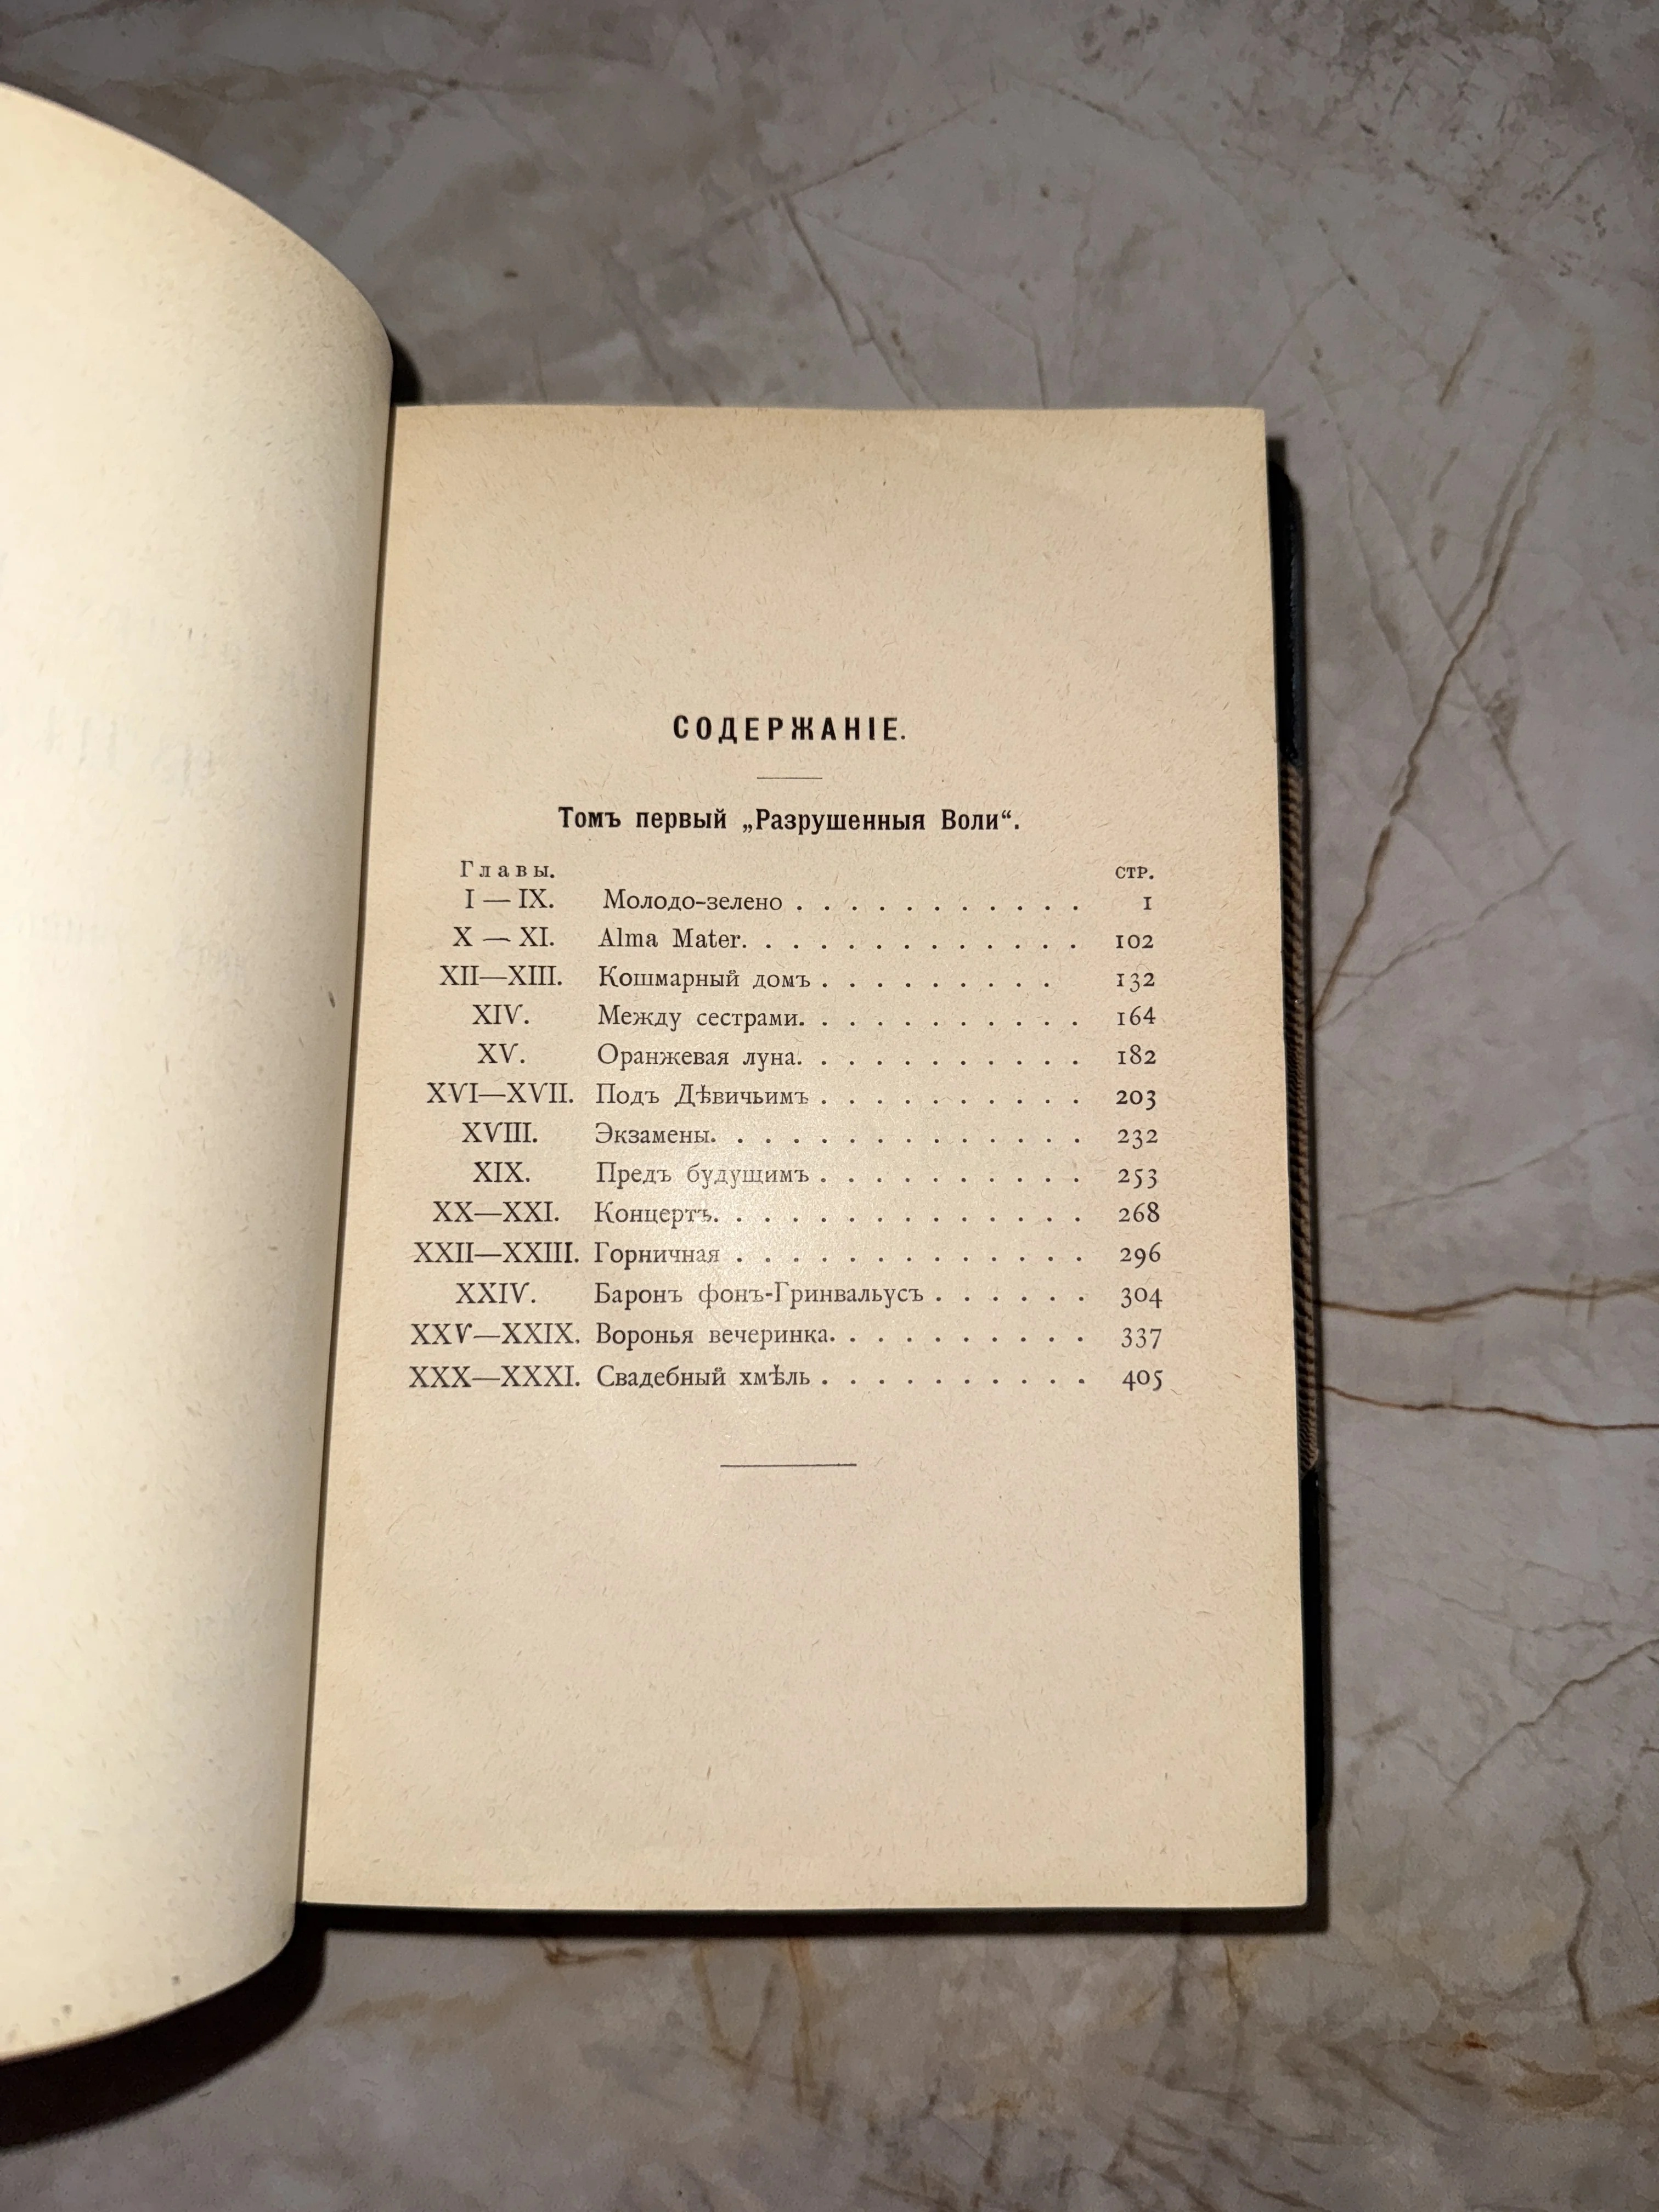 СОДЕРЖАНІЕ.
Томъ первый „Разрушенныя Воли“.
Главы. СТР.
I — IX. Молодо-зелено . . . . . . . . . . . 1
X — XI. Alma Mater. . . . . . . . . . . . . 102
XII—XIII. Кошмарный домъ . . . . . . . . . 132
XIV. Между сестрами. . . . . . . . . . . 164
XV. Оранжевая луна. . . . . . . . . . . 182
XVI—XVII. Подъ Дѣвичьимъ . . . . . . . . . . 203
XVIII. Экзамены. . . . . . . . . . . . . . 232
XIX. Предъ будущимъ . . . . . . . . . . 253
XX—XXI. Концертъ. . . . . . . . . . . . . . 268
XXII—XXIII. Горничная . . . . . . . . . . . . . 296
XXIV. Баронъ фонъ-Гринвальусъ . . . . . . 304
XXV—XXIX. Воронья вечеринка. . . . . . . . . . 337
XXX—XXXI. Свадебный хмѣль . . . . . . . . . . 405